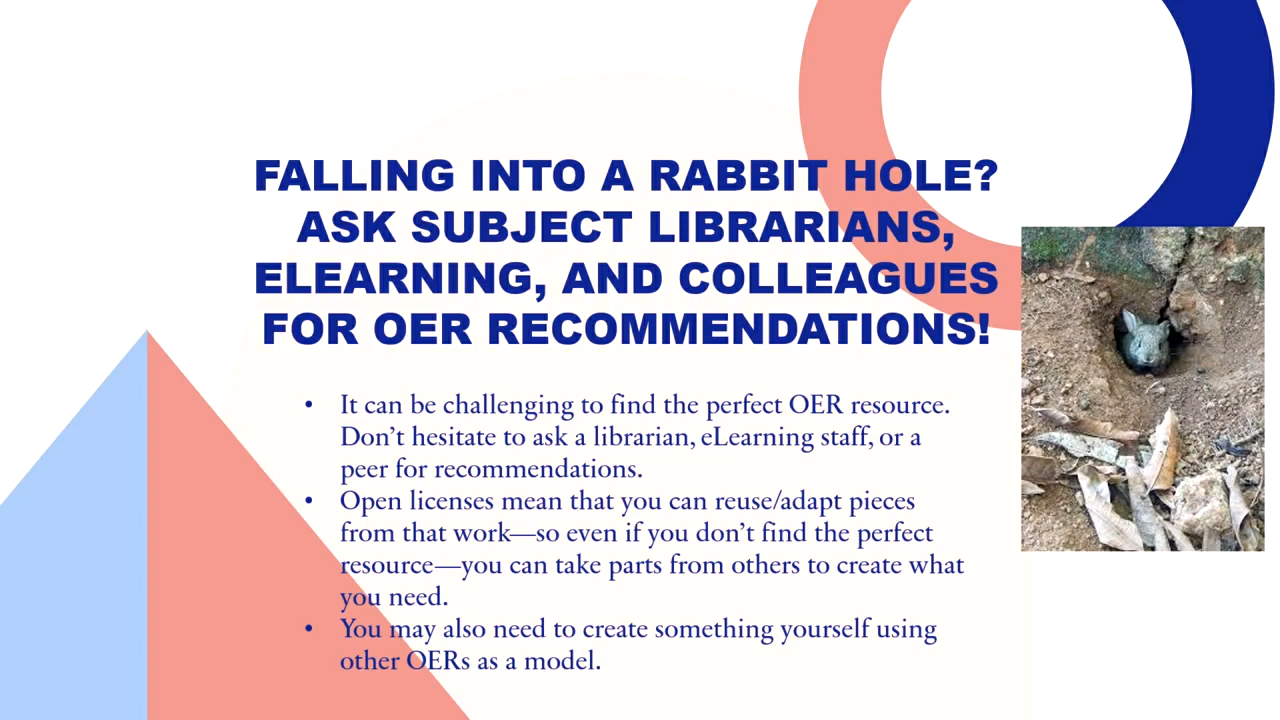 FALLING INTO A RABBIT HOLE?
ASK SUBJECT LIBRARIANS,
ELEARNING, AND COLLEAGUES
FOR OER RECOMMENDATIONS!
• It can be challenging to find the perfect OER resource.
Don’t hesitate to ask a librarian, eLearning staff, or a
peer for recommendations.
• Open licenses mean that you can reuse/adapt pieces
from that work—so even if you don’t find the perfect
resource—you can take parts from others to create what
you need.
• You may also need to create something yourself using
other OERs as a model.